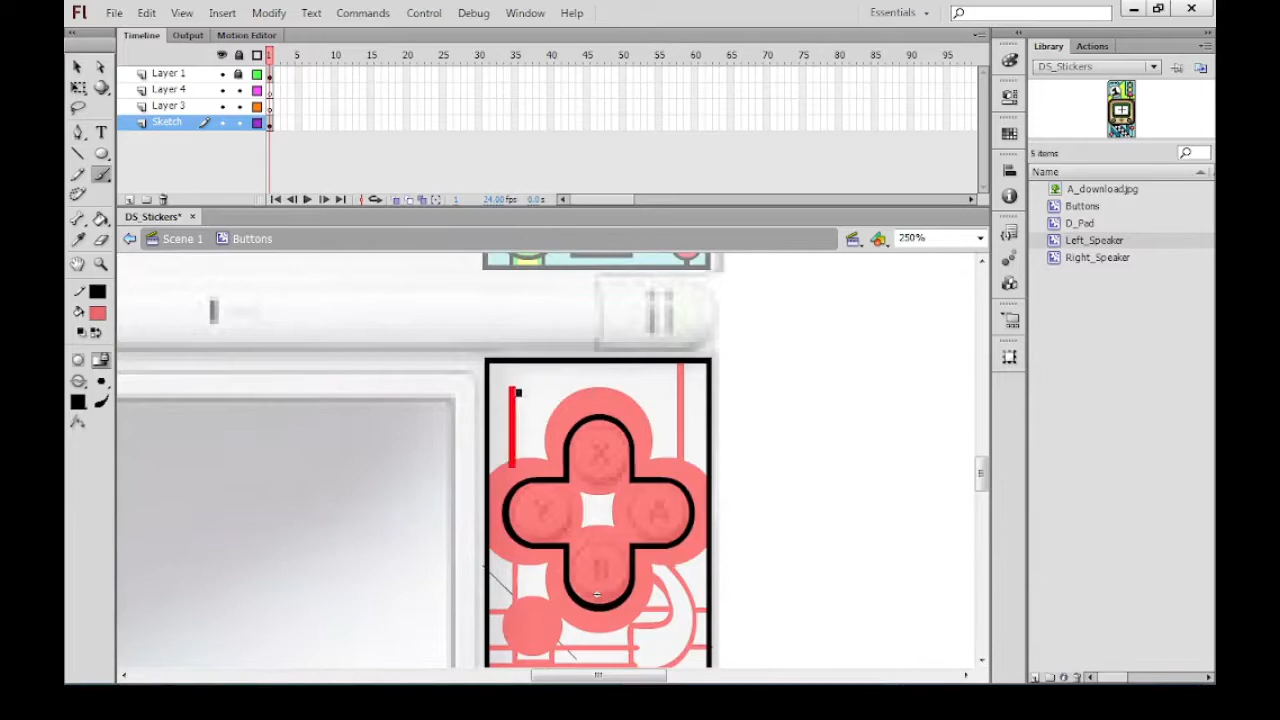 Fl File Edit View Insert Modify Text Commands Control Debug Window Help Essentials
Timeline Output Motion Editor Library Actions
1 5 10 15 20 25 30 35 40 45 50 55 60 65 70 75 80 85 90 95
DS_Stickers
Layer 1
Layer 4
Layer 3
Sketch
5 items
Name
A_download.jpg
Buttons
D_Pad
Left_Speaker
Right_Speaker
1 24.00 fps 0.0 s
DS_Stickers*
Scene 1 Buttons 250%
X
Y A